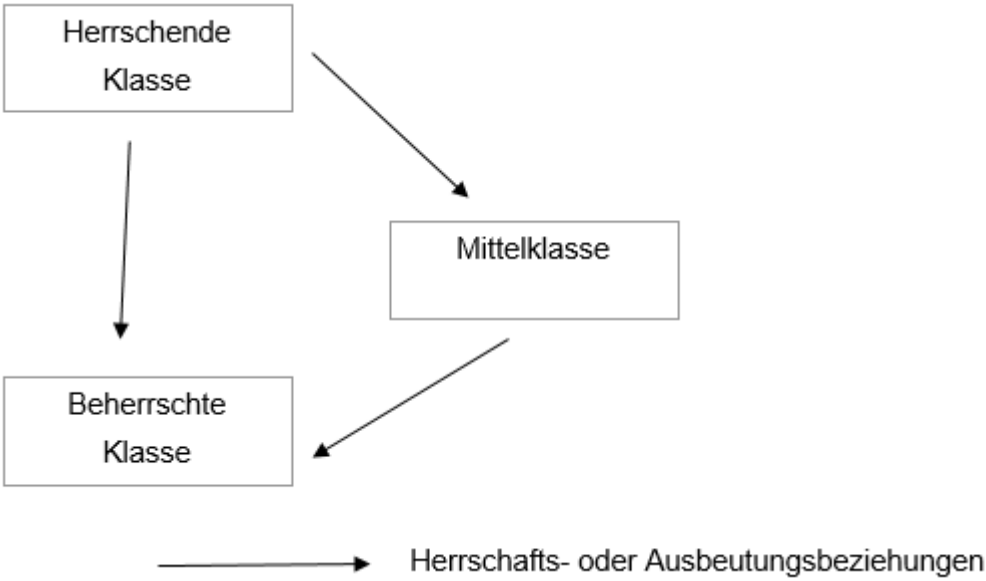 Herrschende
Klasse
Mittelklasse
Beherrschte
Klasse
Herrschafts- oder Ausbeutungsbeziehungen